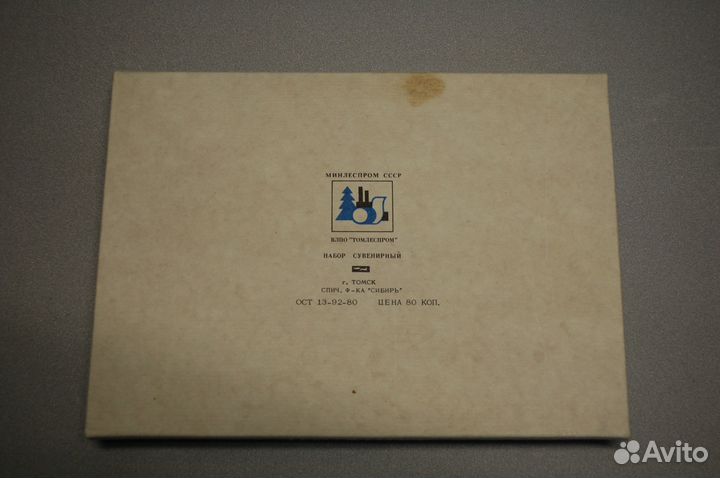 МИНЛЕСПРОМ СССР
ВЛПО "ТОМЛЕСПРОМ"
НАБОР СУВЕНИРНЫЙ
г. ТОМСК
СПИЧ. Ф-КА "СИБИРЬ"
ОСТ 13-92-80 ЦЕНА 80 КОП.
Avito